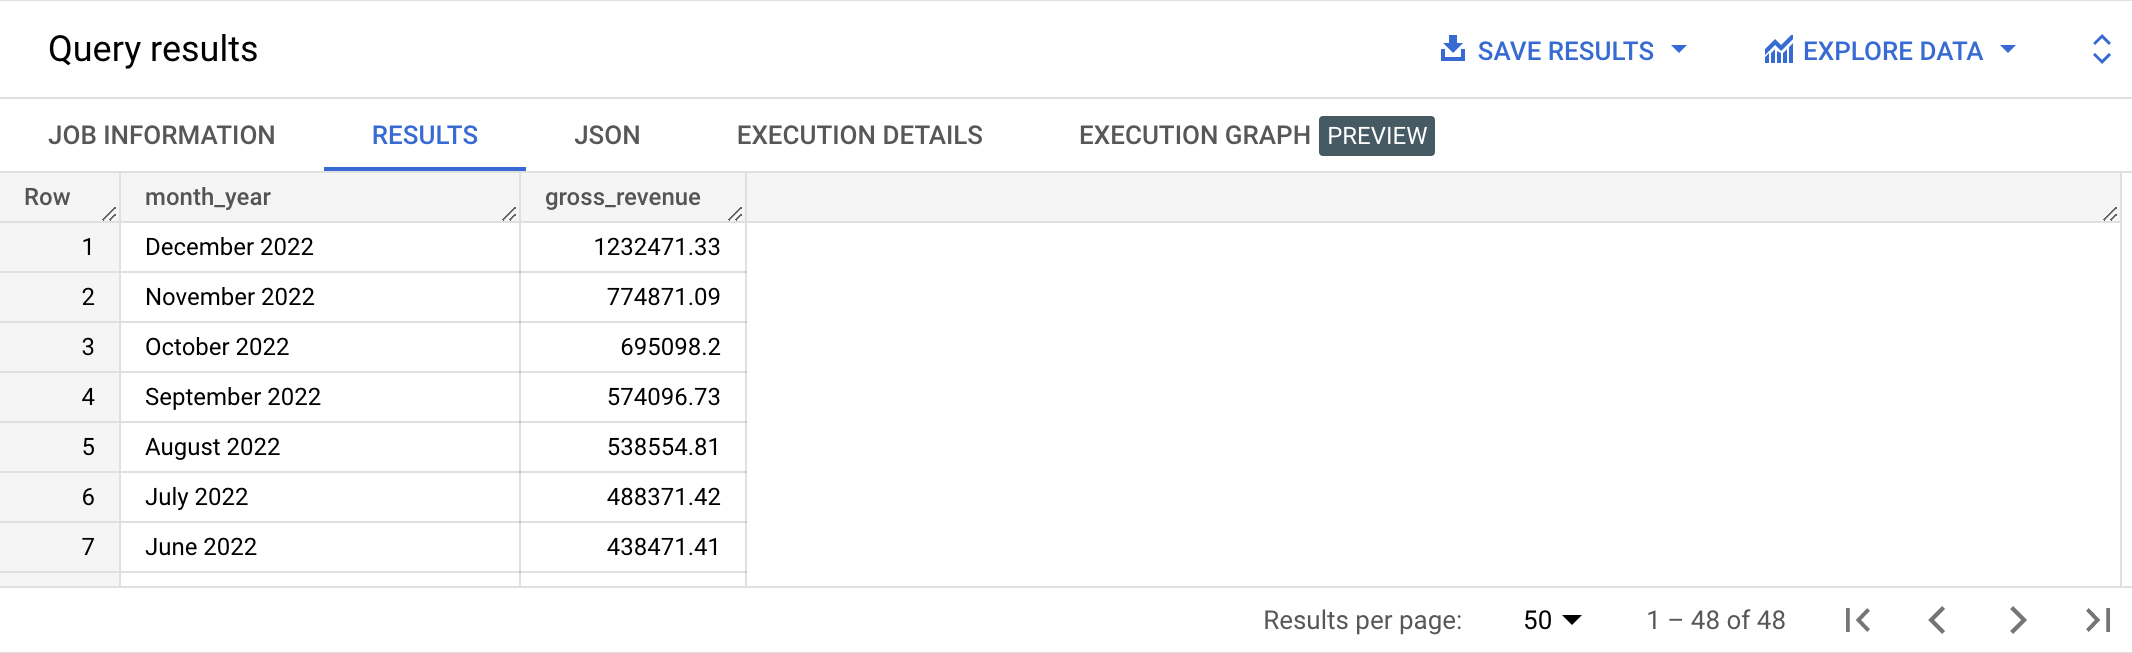 Query results SAVE RESULTS EXPLORE DATA
JOB INFORMATION RESULTS JSON EXECUTION DETAILS EXECUTION GRAPH PREVIEW
Row month_year gross_revenue
1 December 2022 1232471.33
2 November 2022 774871.09
3 October 2022 695098.2
4 September 2022 574096.73
5 August 2022 538554.81
6 July 2022 488371.42
7 June 2022 438471.41
Results per page: 50 1 – 48 of 48